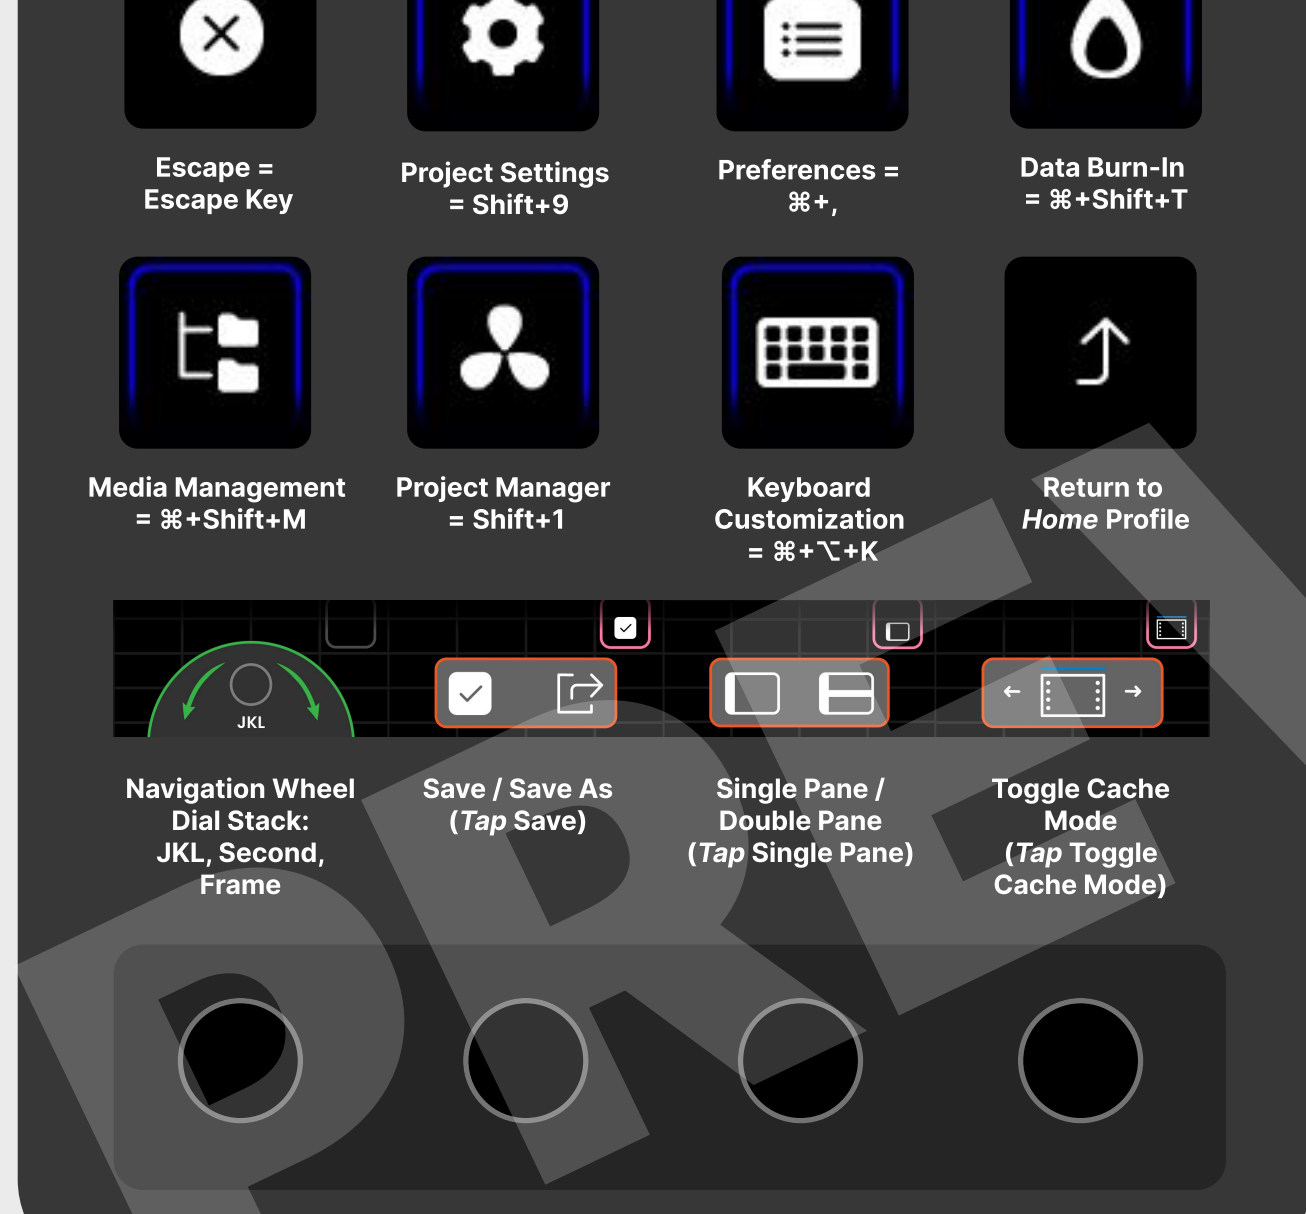 Escape =
Escape Key
Project Settings
= Shift+9
Preferences =
⌘+,
Data Burn-In
= ⌘+Shift+T
Media Management
= ⌘+Shift+M
Project Manager
= Shift+1
Keyboard
Customization
= ⌘+⌥+K
Return to
Home Profile
JKL
Navigation Wheel
Dial Stack:
JKL, Second,
Frame
Save / Save As
(Tap Save)
Single Pane /
Double Pane
(Tap Single Pane)
Toggle Cache
Mode
(Tap Toggle
Cache Mode)
PREV